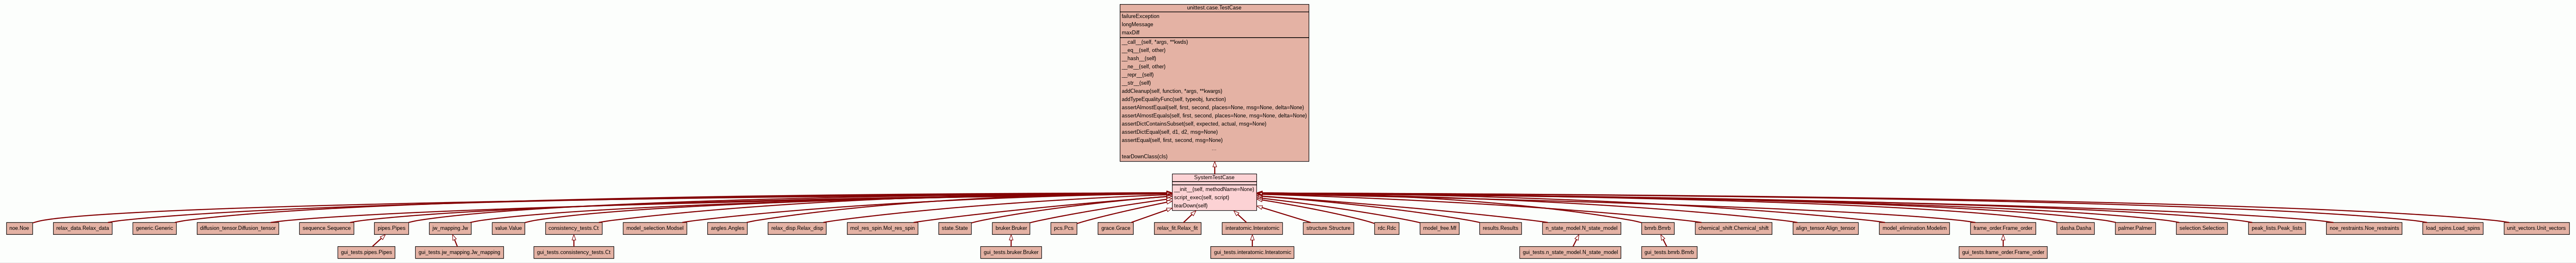 unittest.case.TestCase
failureException
longMessage
maxDiff
__call__(self, *args, **kwds)
__eq__(self, other)
__hash__(self)
__ne__(self, other)
__repr__(self)
__str__(self)
addCleanup(self, function, *args, **kwargs)
addTypeEqualityFunc(self, typeobj, function)
assertAlmostEqual(self, first, second, places=None, msg=None, delta=None)
assertAlmostEquals(self, first, second, places=None, msg=None, delta=None)
assertDictContainsSubset(self, expected, actual, msg=None)
assertDictEqual(self, d1, d2, msg=None)
assertEqual(self, first, second, msg=None)
...
tearDownClass(cls)
SystemTestCase
__init__(self, methodName=None)
script_exec(self, script)
tearDown(self)
noe.Noe
relax_data.Relax_data
generic.Generic
diffusion_tensor.Diffusion_tensor
sequence.Sequence
pipes.Pipes
jw_mapping.Jw
value.Value
consistency_tests.Ct
model_selection.Modsel
angles.Angles
relax_disp.Relax_disp
mol_res_spin.Mol_res_spin
state.State
bruker.Bruker
pcs.Pcs
grace.Grace
relax_fit.Relax_fit
interatomic.Interatomic
structure.Structure
rdc.Rdc
model_free.Mf
results.Results
n_state_model.N_state_model
bmrb.Bmrb
chemical_shift.Chemical_shift
align_tensor.Align_tensor
model_elimination.Modelim
frame_order.Frame_order
dasha.Dasha
palmer.Palmer
selection.Selection
peak_lists.Peak_lists
noe_restraints.Noe_restraints
load_spins.Load_spins
unit_vectors.Unit_vectors
gui_tests.pipes.Pipes
gui_tests.jw_mapping.Jw_mapping
gui_tests.consistency_tests.Ct
gui_tests.bruker.Bruker
gui_tests.interatomic.Interatomic
gui_tests.n_state_model.N_state_model
gui_tests.bmrb.Bmrb
gui_tests.frame_order.Frame_order